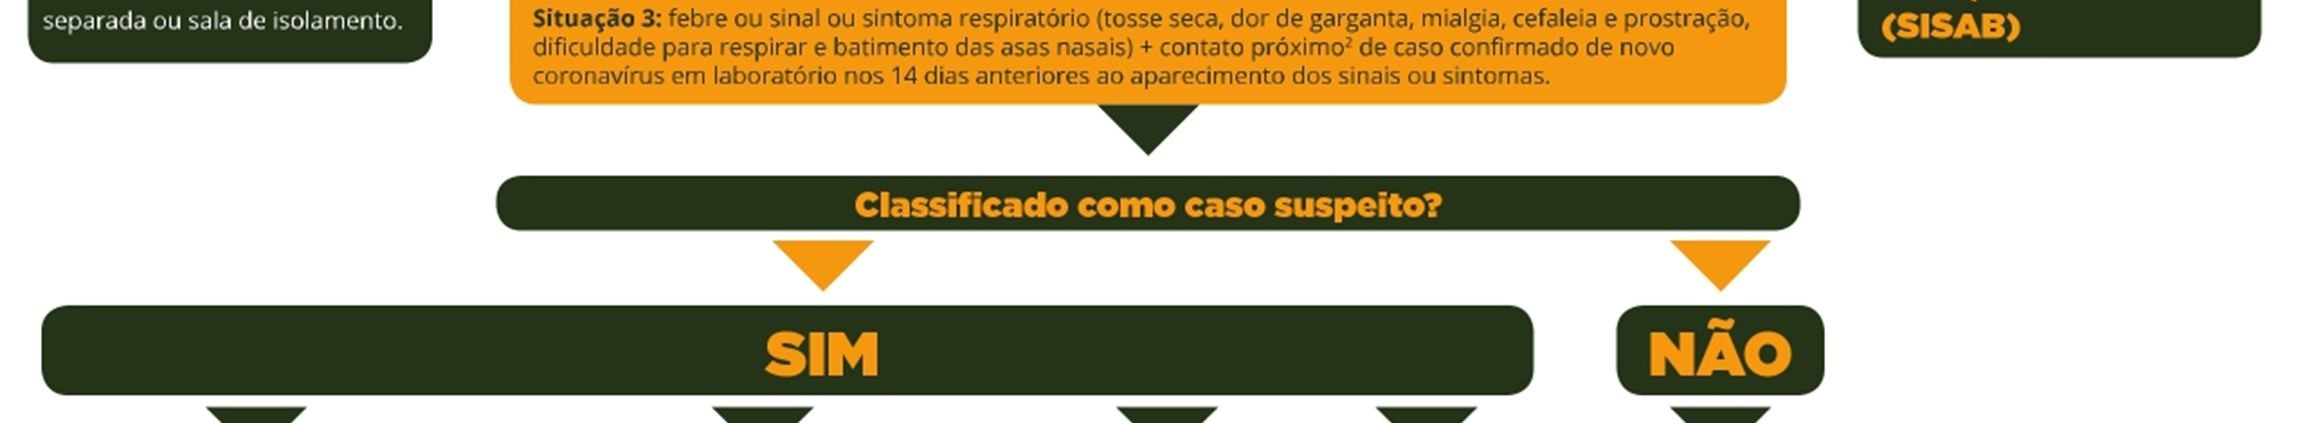 separada ou sala de isolamento.
Situação 3: febre ou sinal ou sintoma respiratório (tosse seca, dor de garganta, mialgia, cefaleia e prostração,
dificuldade para respirar e batimento das asas nasais) + contato próximo² de caso confirmado de novo
coronavírus em laboratório nos 14 dias anteriores ao aparecimento dos sinais ou sintomas.
(SISAB)
Classificado como caso suspeito?
SIM
NÃO